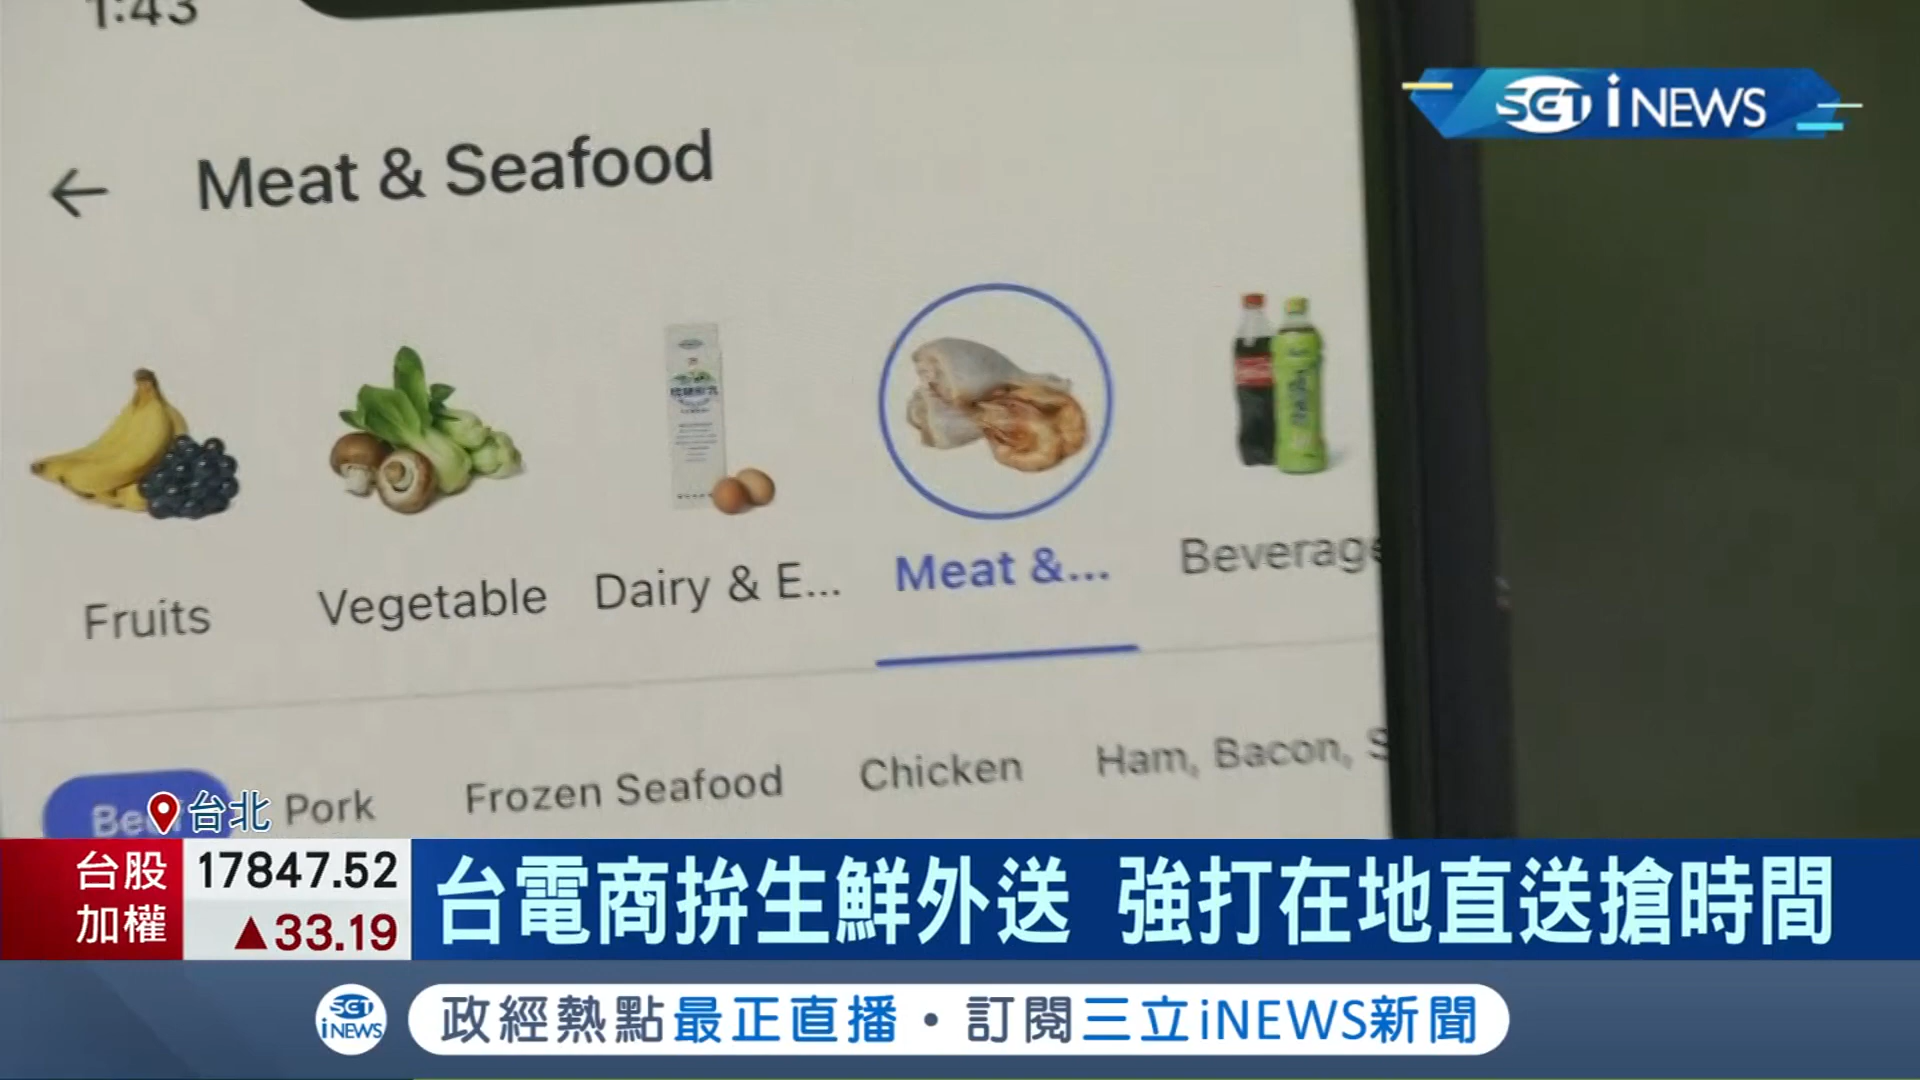 1:43
SET iNEWS
Meat & Seafood
Fruits
Vegetable
Dairy & E...
Meat &...
Beverage
Beef
Pork
Frozen Seafood
Chicken
Ham, Bacon, S
台北
台股
加權
17847.52
▲33.19
台電商拚生鮮外送 強打在地直送搶時間
SET
iNEWS
政經熱點最正直播・訂閱三立iNEWS新聞